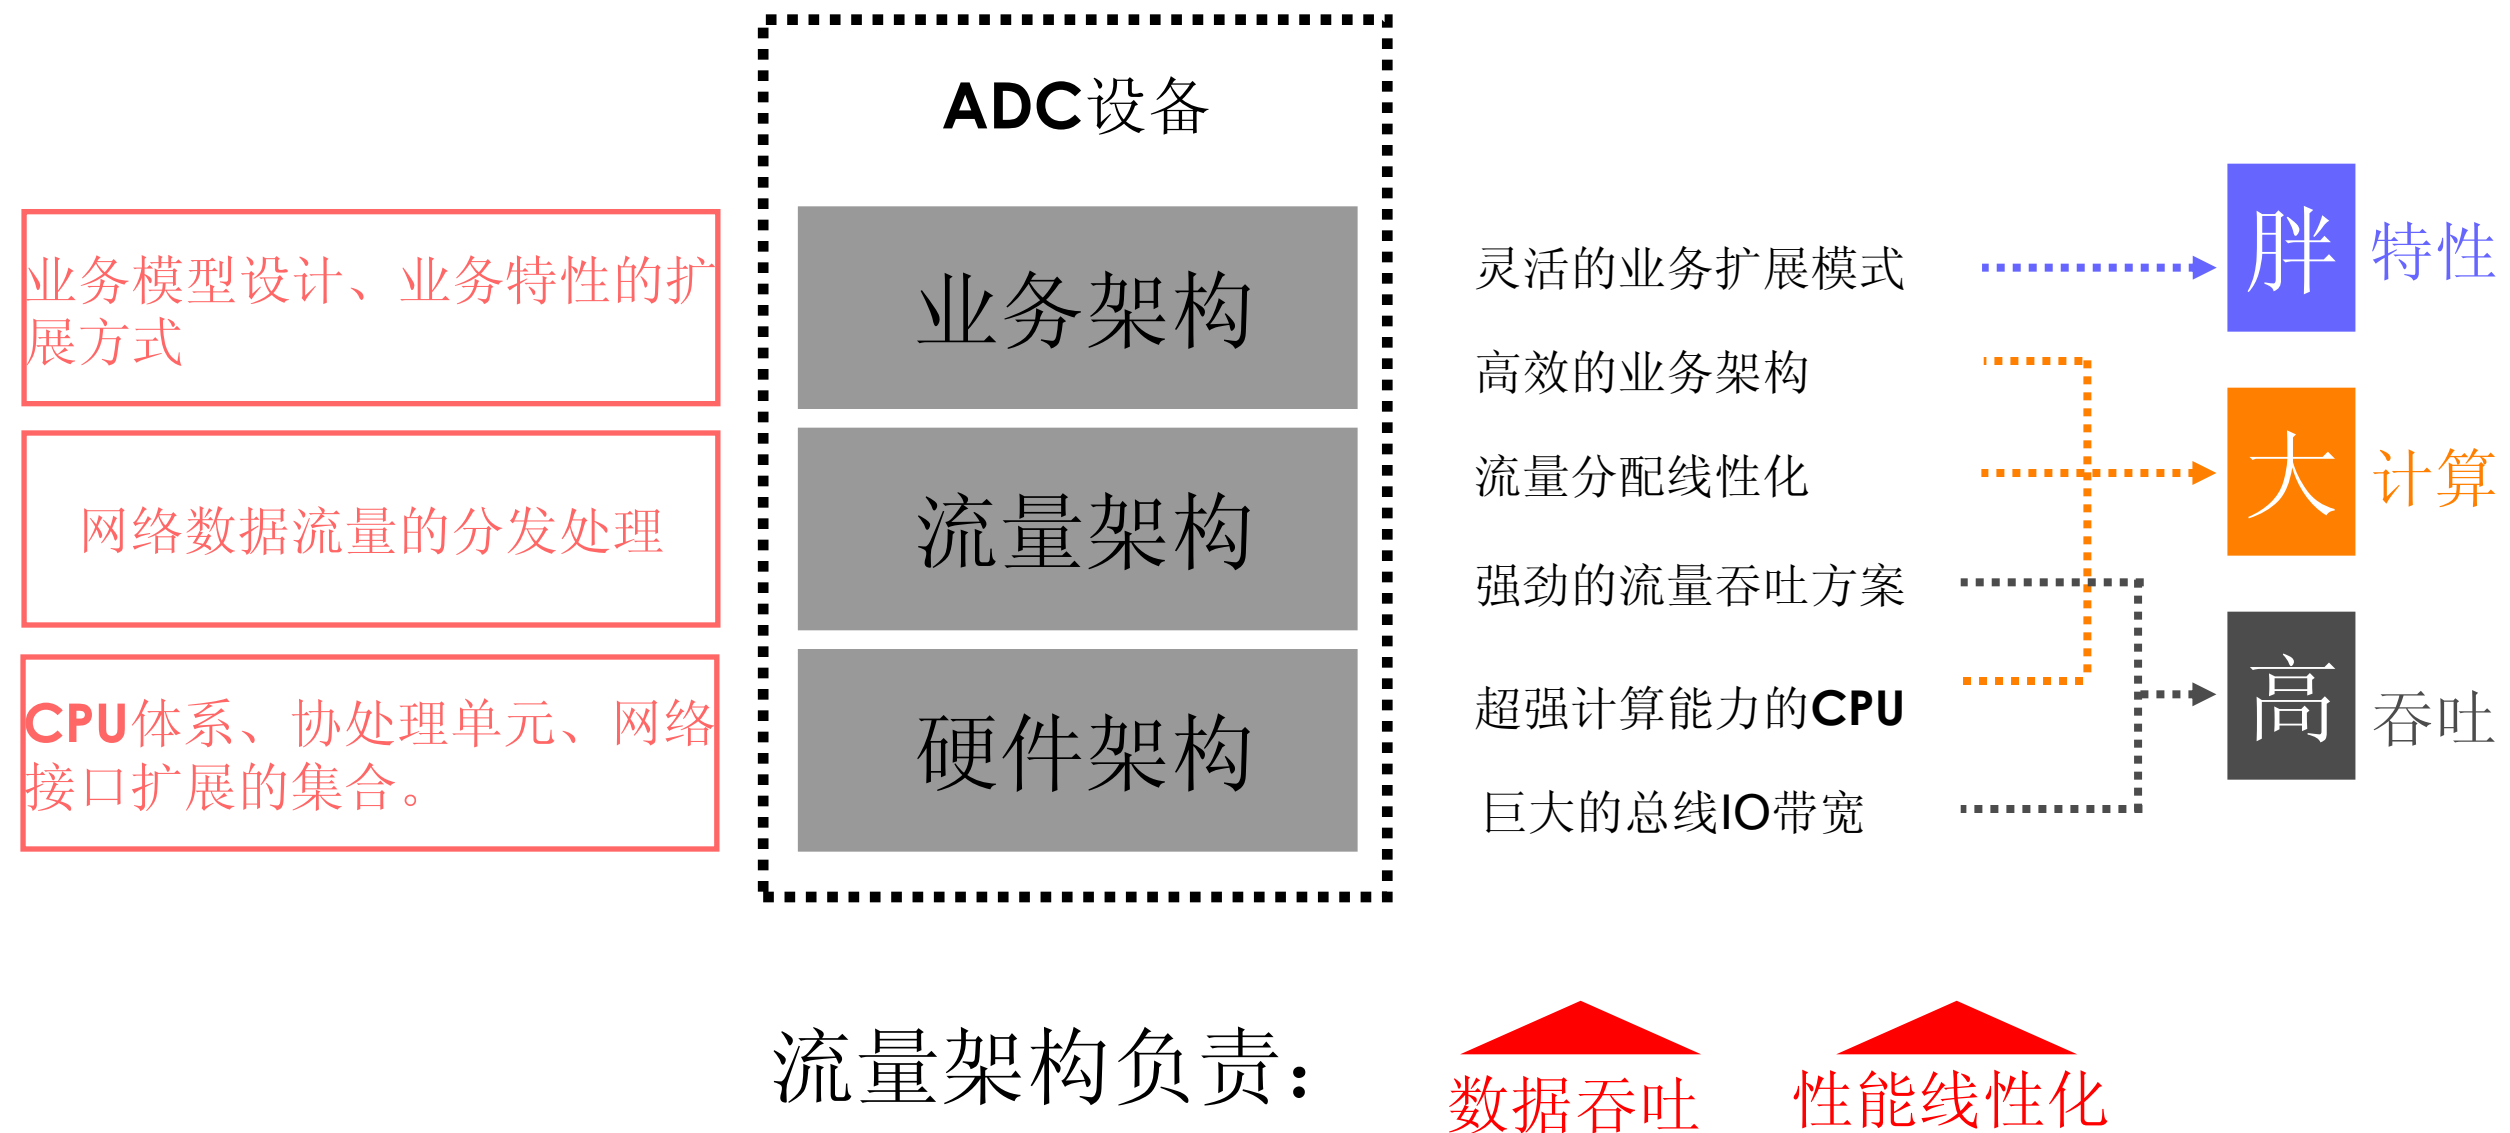 ADC设备
业务模型设计、业务特性的扩
展方式
网络数据流量的分发处理
CPU体系、协处理单元、网络
接口扩展的集合。
业务架构
流量架构
硬件架构
灵活的业务扩展模式
高效的业务架构
流量分配线性化
强劲的流量吞吐方案
超强计算能力的CPU
巨大的总线IO带宽
胖 特性
大 计算
高 吞吐
流量架构负责：
数据吞吐
性能线性化